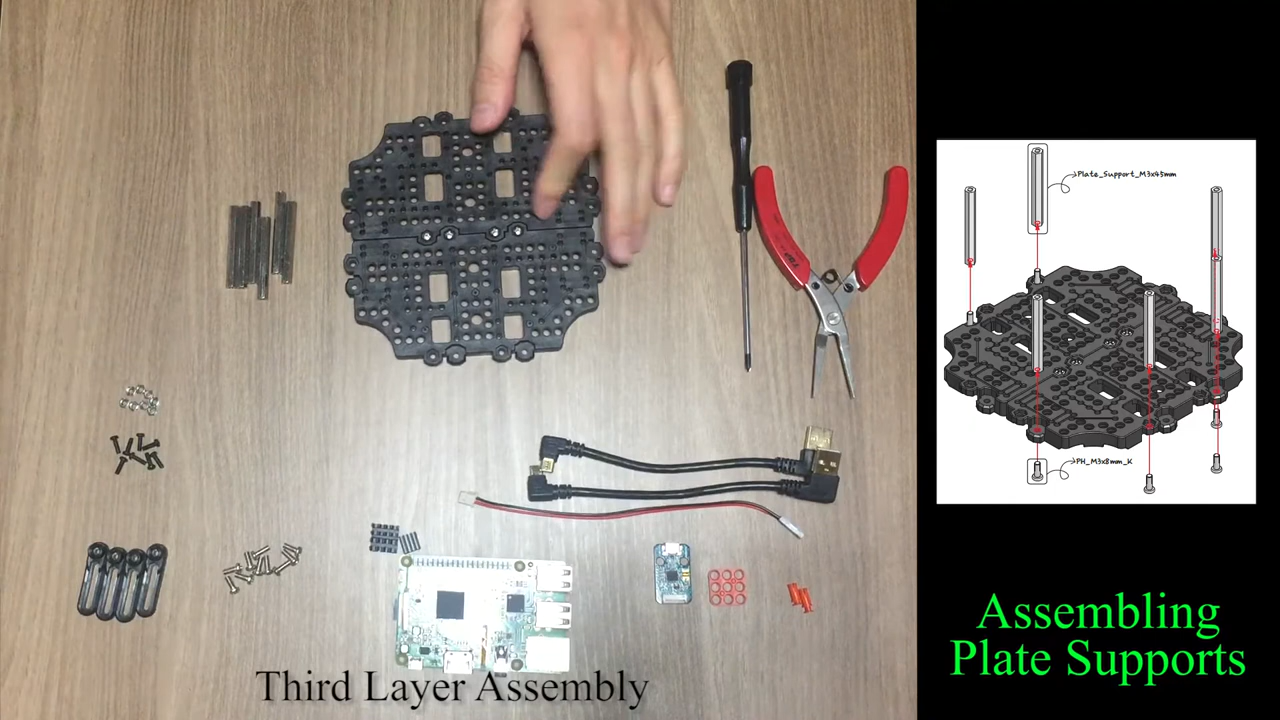 Plate_Support_M3x45mm
PH_M3x8mm_K
Assembling
Plate Supports
Third Layer Assembly